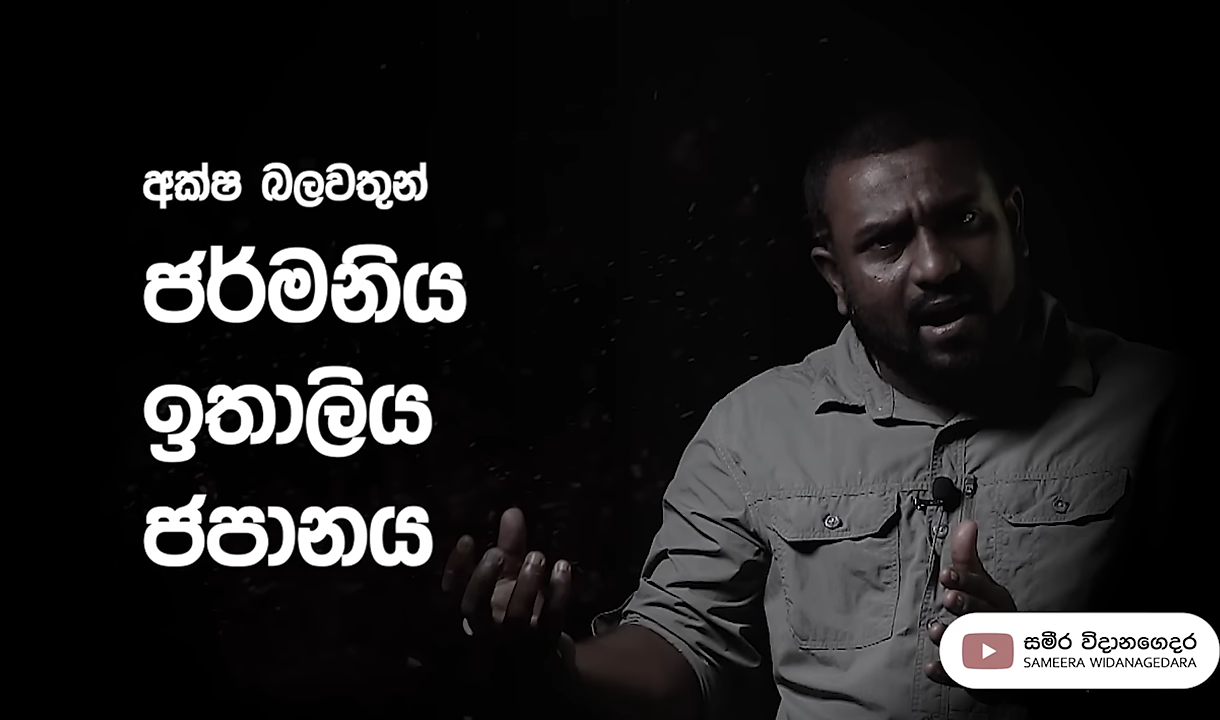 අක්ෂ බලවතුන්
ජර්මනිය
ඉතාලිය
ජපානය
සමීර විදානගෙදර
SAMEERA WIDANAGEDARA